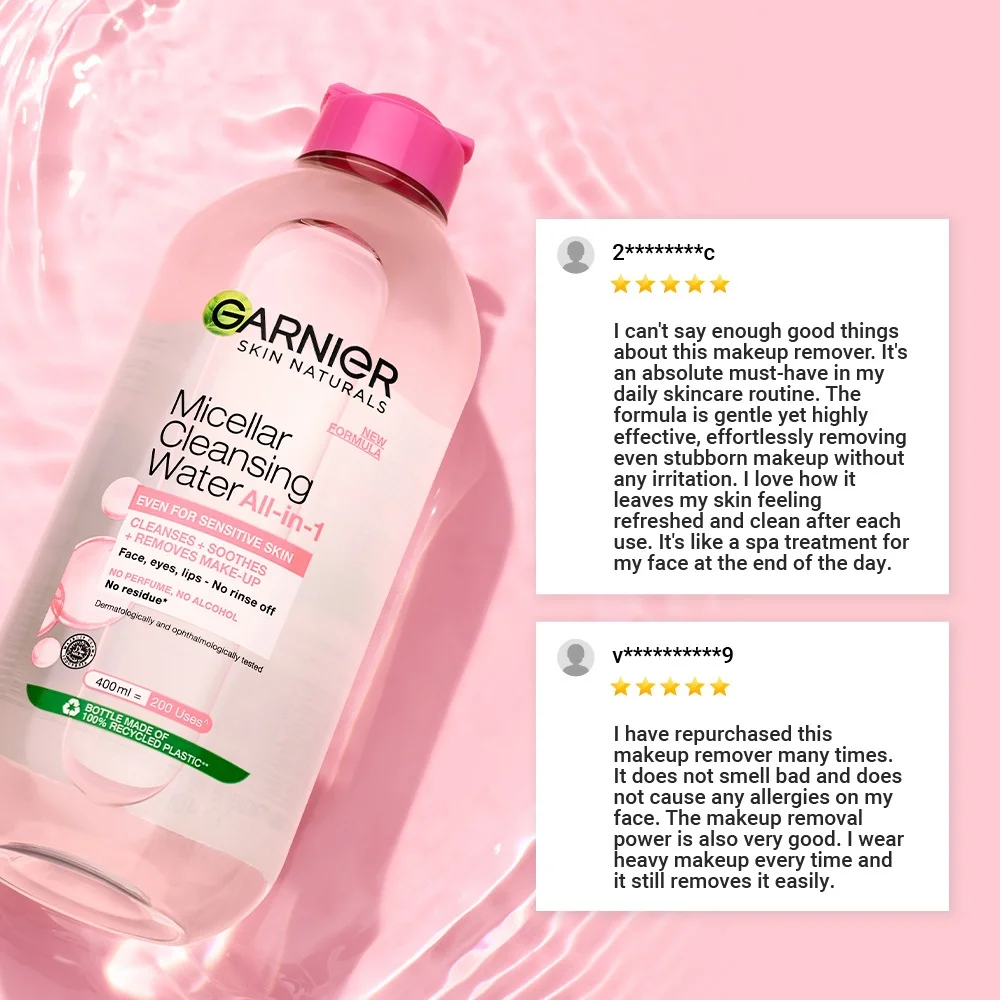 GARNIER
SKIN NATURALS
Micellar
Cleansing
Water All-in-1
NEW
FORMULA
EVEN FOR SENSITIVE SKIN
CLEANSES + SOOTHES
+ REMOVES MAKE-UP
Face, eyes, lips - No rinse off
NO PERFUME, NO ALCOHOL
No residue*
Dermatologically and ophthalmologically tested
400ml = 200 Uses^
BOTTLE MADE OF
100% RECYCLED PLASTIC**
2********c
I can't say enough good things
about this makeup remover. It's
an absolute must-have in my
daily skincare routine. The
formula is gentle yet highly
effective, effortlessly removing
even stubborn makeup without
any irritation. I love how it
leaves my skin feeling
refreshed and clean after each
use. It's like a spa treatment for
my face at the end of the day.
v**********9
I have repurchased this
makeup remover many times.
It does not smell bad and does
not cause any allergies on my
face. The makeup removal
power is also very good. I wear
heavy makeup every time and
it still removes it easily.